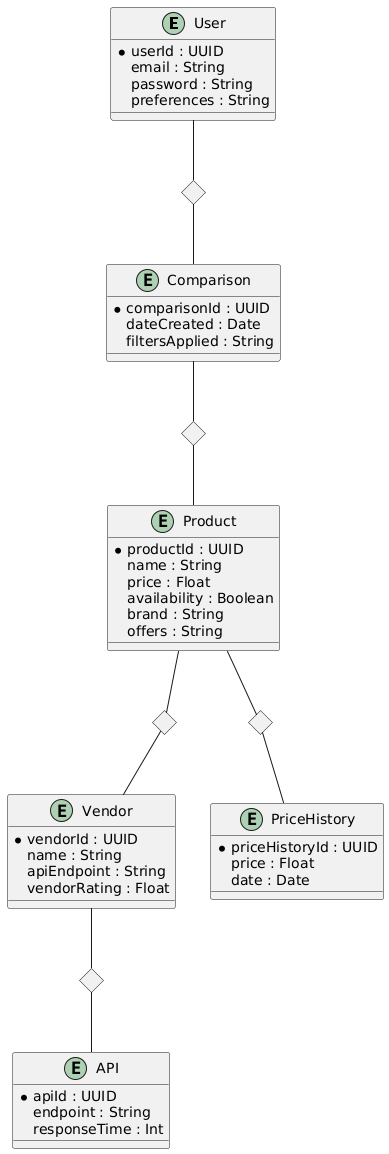 E User
* userId : UUID
email : String
password : String
preferences : String
E Comparison
* comparisonId : UUID
dateCreated : Date
filtersApplied : String
E Product
* productId : UUID
name : String
price : Float
availability : Boolean
brand : String
offers : String
E Vendor
* vendorId : UUID
name : String
apiEndpoint : String
vendorRating : Float
E PriceHistory
* priceHistoryId : UUID
price : Float
date : Date
E API
* apiId : UUID
endpoint : String
responseTime : Int